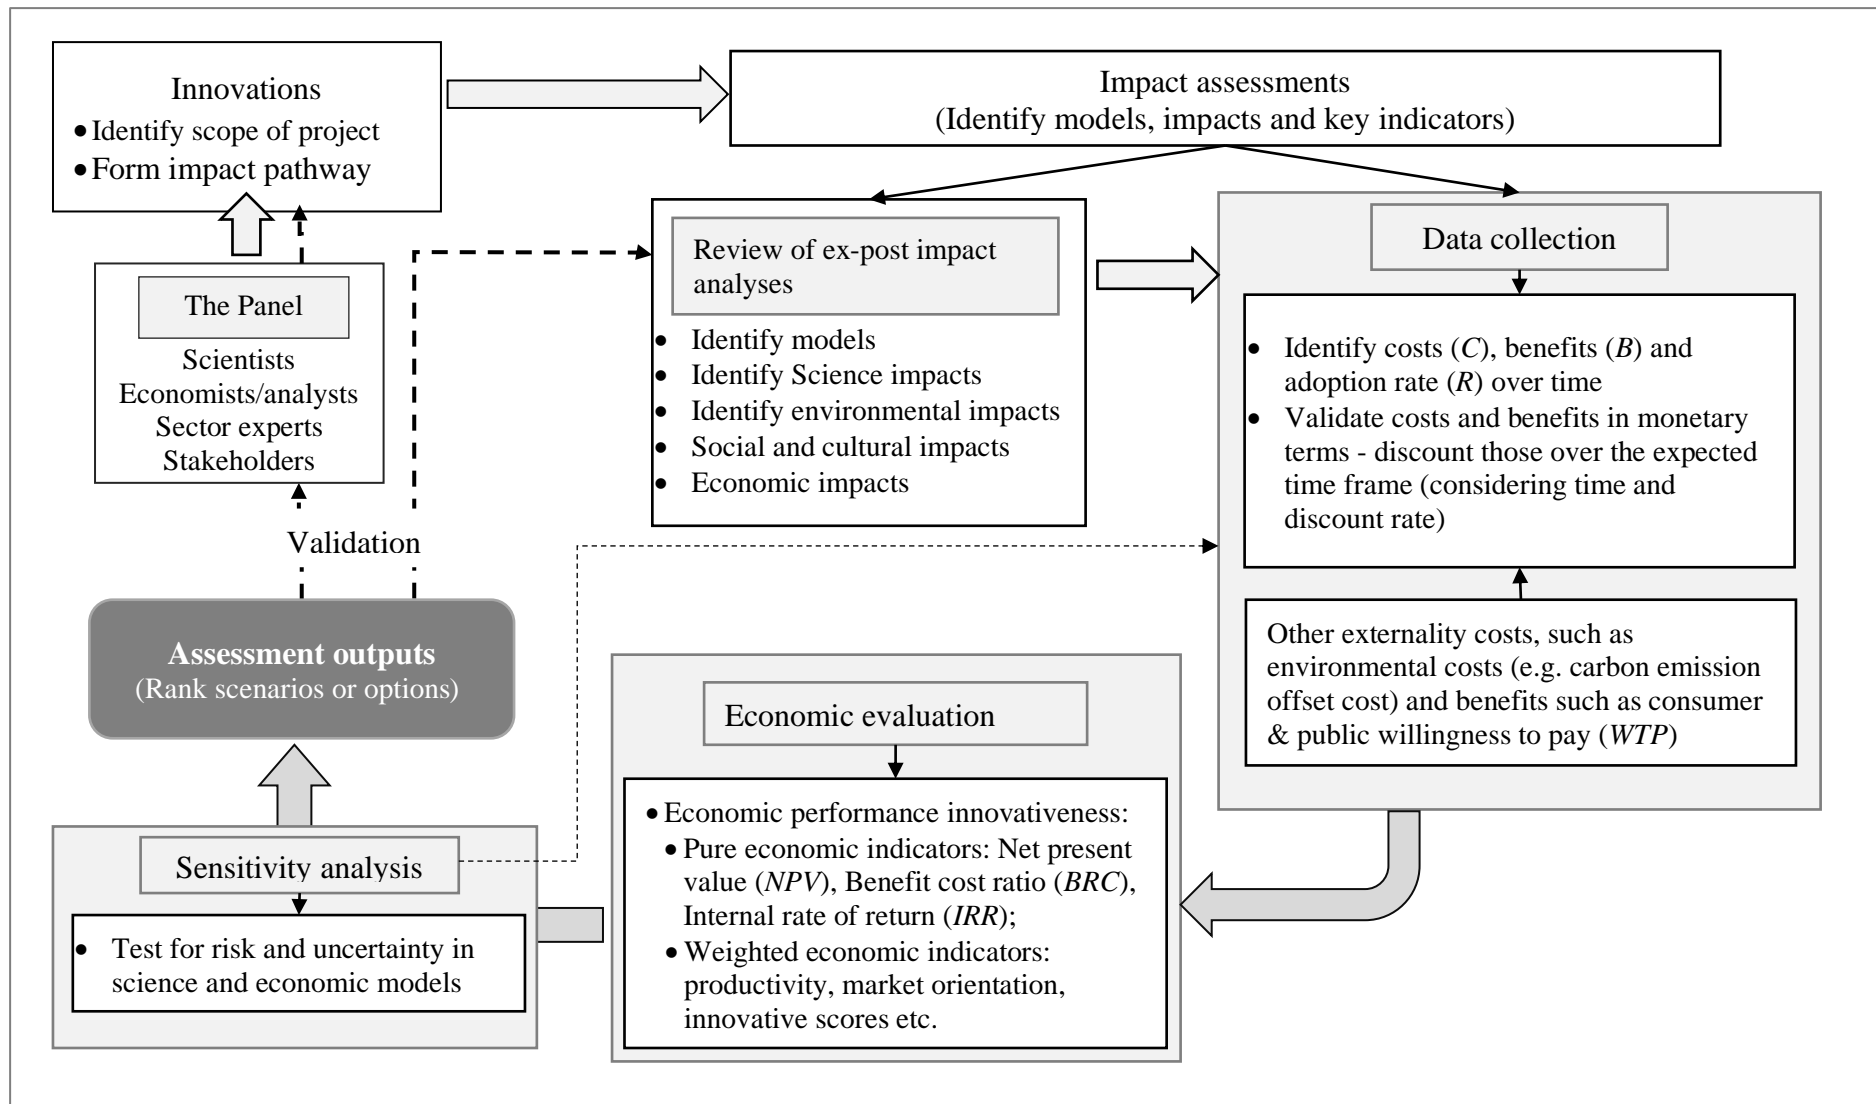 Innovations
• Identify scope of project
• Form impact pathway
Impact assessments
(Identify models, impacts and key indicators)
The Panel
Scientists
Economists/analysts
Sector experts
Stakeholders
Review of ex-post impact
analyses
• Identify models
• Identify Science impacts
• Identify environmental impacts
• Social and cultural impacts
• Economic impacts
Data collection
• Identify costs (C), benefits (B) and
adoption rate (R) over time
• Validate costs and benefits in monetary
terms - discount those over the expected
time frame (considering time and
discount rate)
Other externality costs, such as
environmental costs (e.g. carbon emission
offset cost) and benefits such as consumer
& public willingness to pay (WTP)
Validation
Assessment outputs
(Rank scenarios or options)
Economic evaluation
• Economic performance innovativeness:
• Pure economic indicators: Net present
value (NPV), Benefit cost ratio (BRC),
Internal rate of return (IRR);
• Weighted economic indicators:
productivity, market orientation,
innovative scores etc.
Sensitivity analysis
• Test for risk and uncertainty in
science and economic models